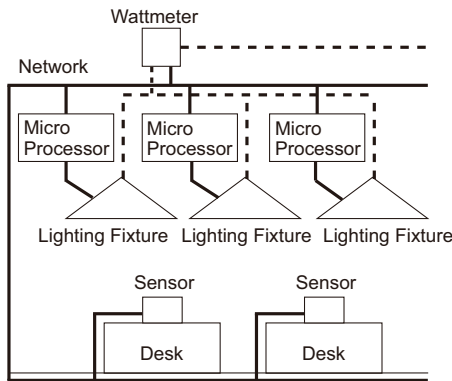 Wattmeter
Network
Micro
Processor
Micro
Processor
Micro
Processor
Lighting Fixture
Lighting Fixture
Lighting Fixture
Sensor
Sensor
Desk
Desk